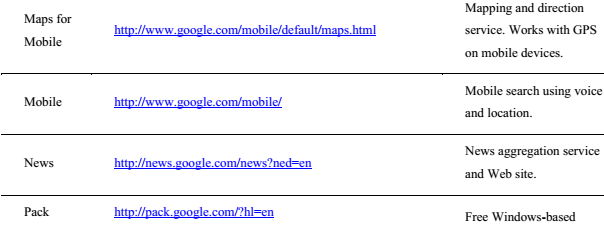 Maps for
Mobile
http://www.google.com/mobile/default/maps.html
Mapping and direction
service. Works with GPS
on mobile devices.
Mobile
http://www.google.com/mobile/
Mobile search using voice
and location.
News
http://news.google.com/news?ned=en
News aggregation service
and Web site.
Pack
http://pack.google.com/?hl=en
Free Windows-based